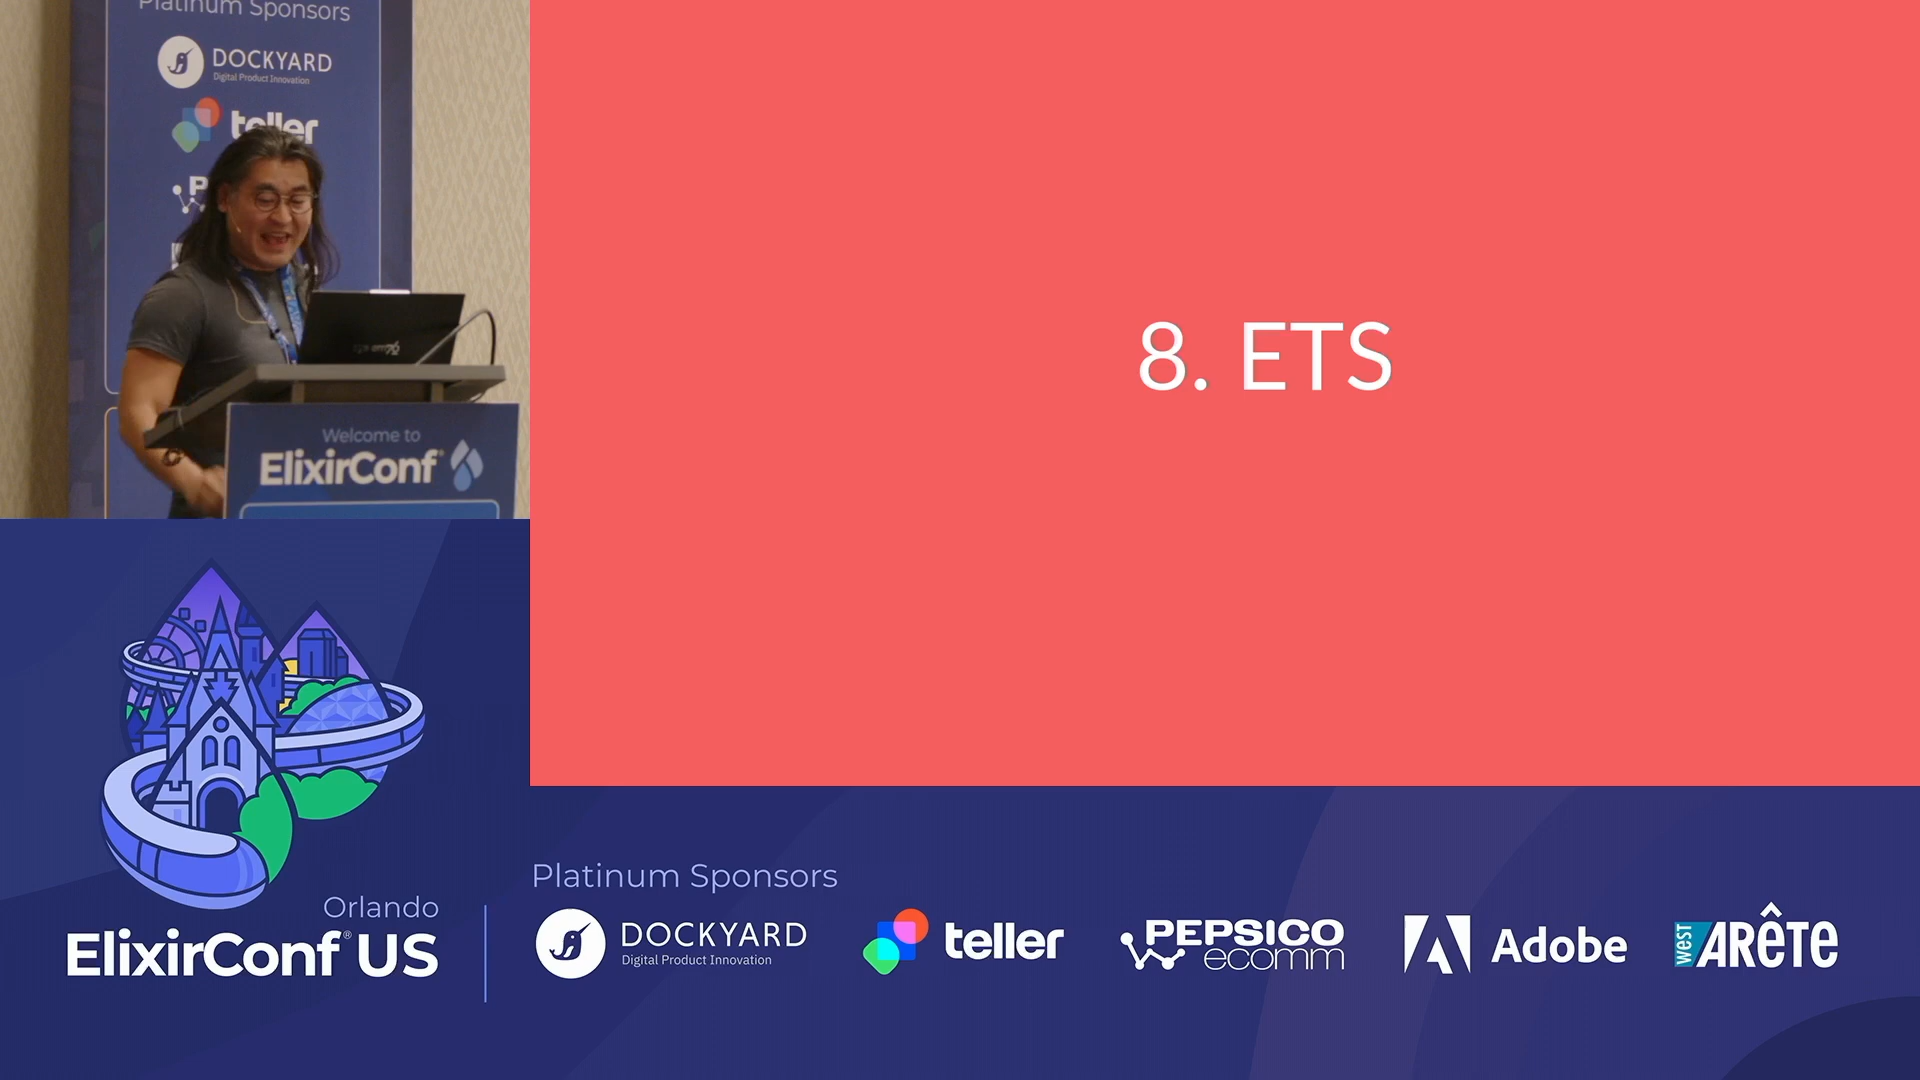 Platinum Sponsors
DOCKYARD
Digital Product Innovation
teller
P
Welcome to
ElixirConf
8. ETS
Orlando
ElixirConf® US
Platinum Sponsors
DOCKYARD
Digital Product Innovation
teller
PEPSICO
ecomm
Adobe
west ARêTE